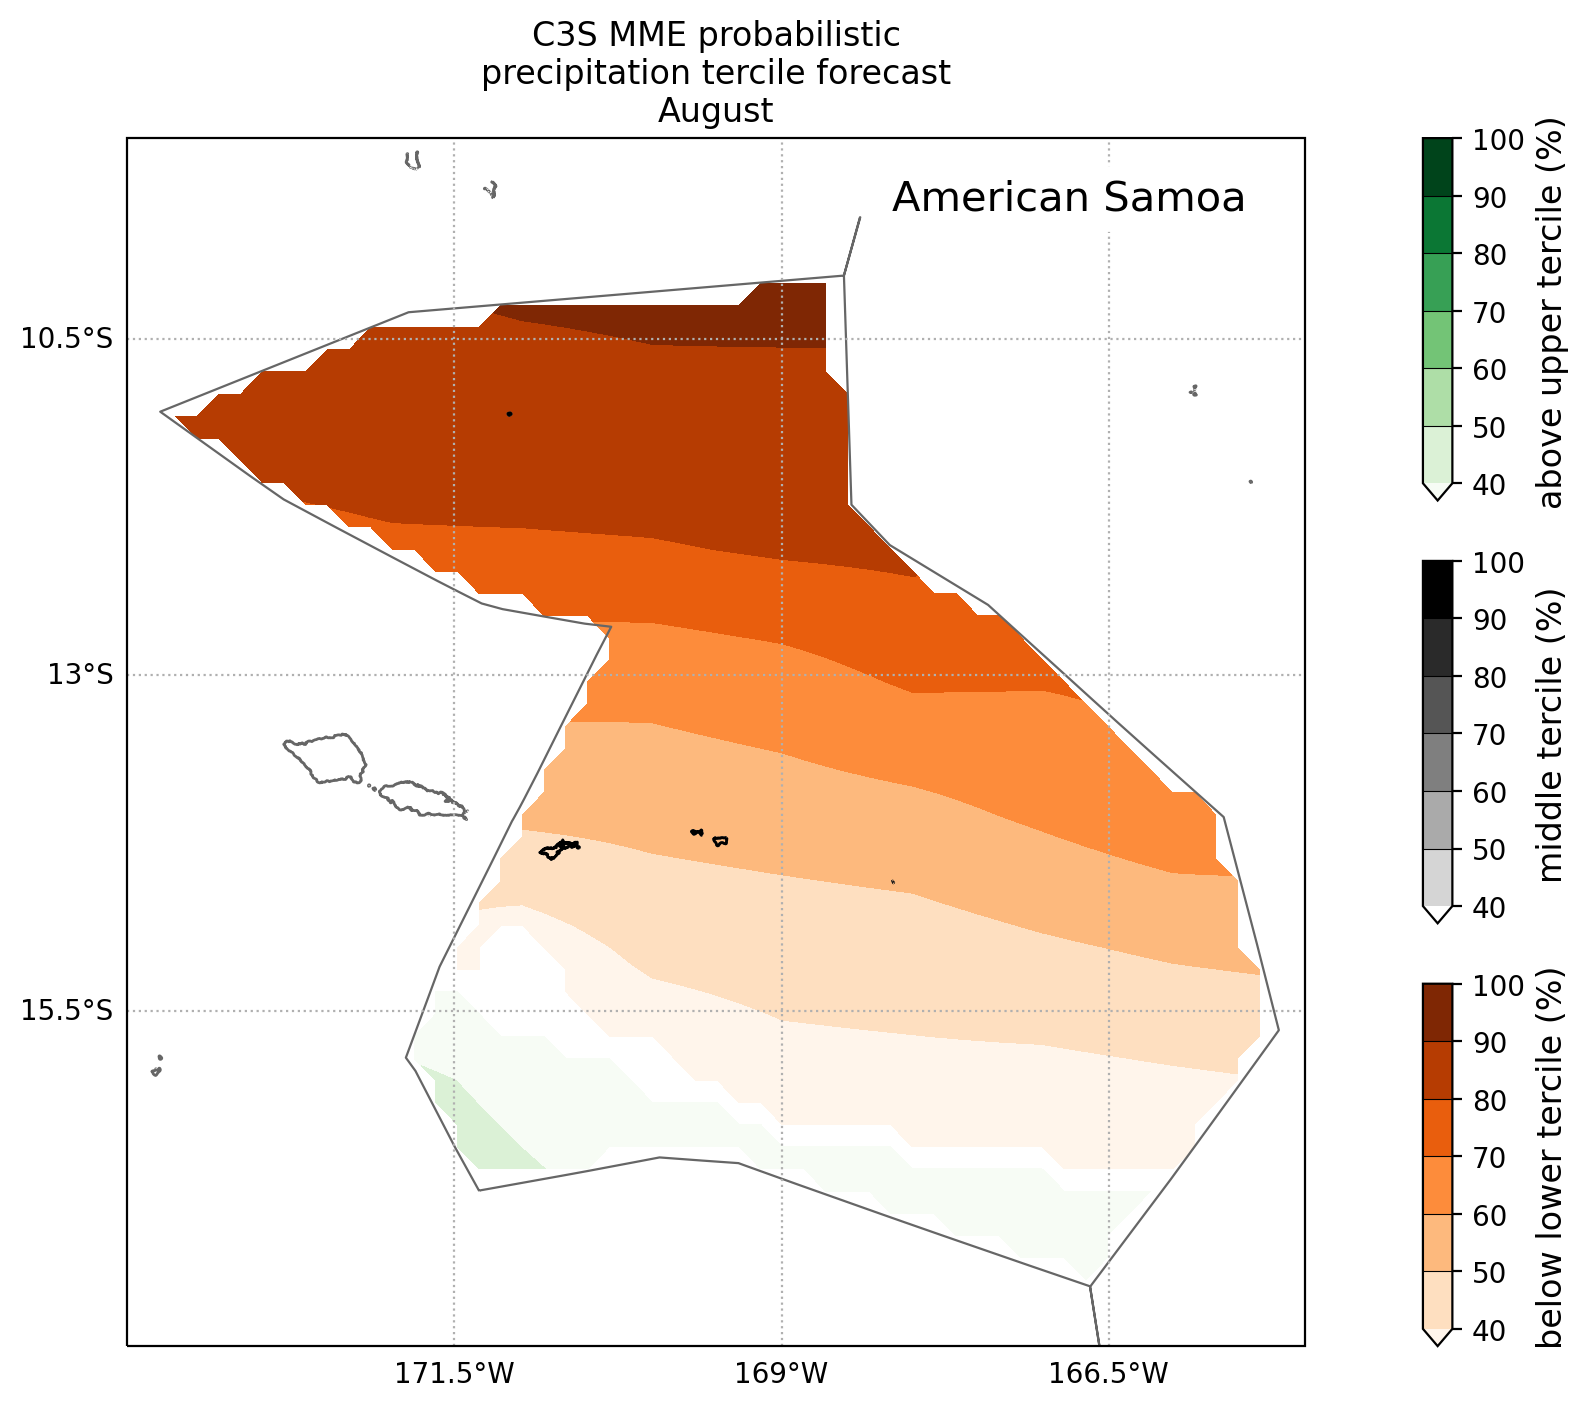 C3S MME probabilistic
precipitation tercile forecast
August
American Samoa
10.5°S
13°S
15.5°S
171.5°W
169°W
166.5°W
100
90
80
70
60
50
40
above upper tercile (%)
100
90
80
70
60
50
40
middle tercile (%)
100
90
80
70
60
50
40
below lower tercile (%)